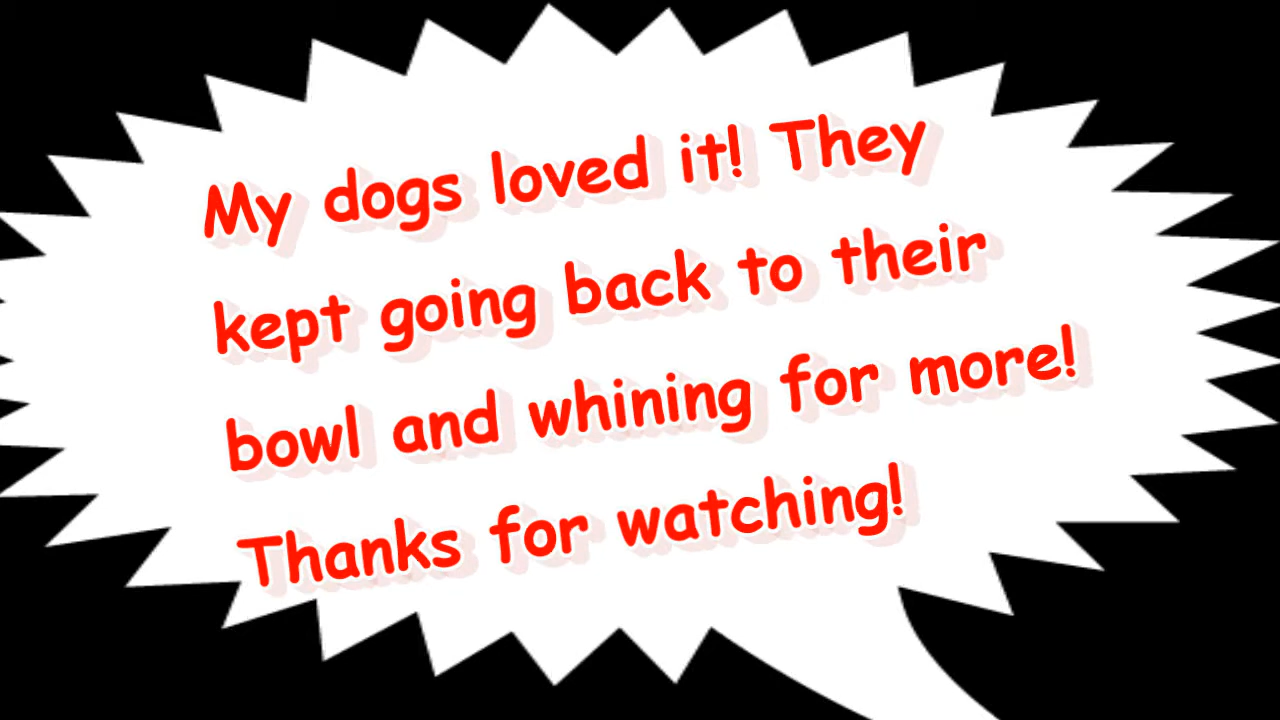 My dogs loved it! They
kept going back to their
bowl and whining for more!
Thanks for watching!